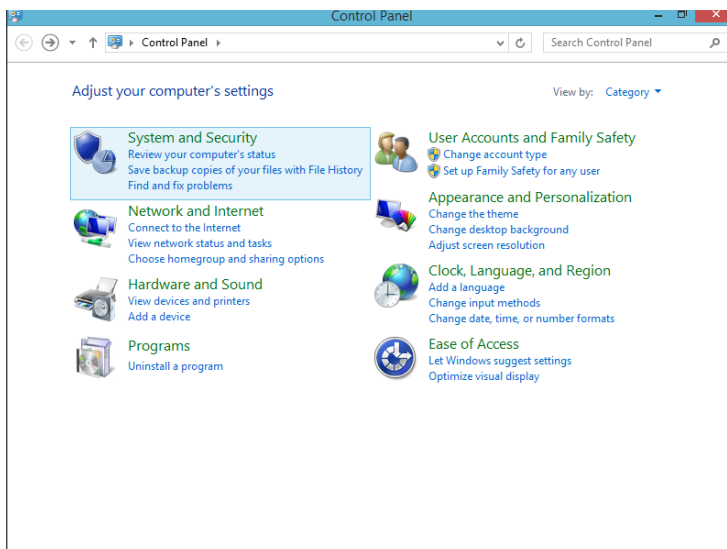 Control Panel
Control Panel
Search Control Panel
Adjust your computer's settings
View by: Category
System and Security
Review your computer's status
Save backup copies of your files with File History
Find and fix problems
Network and Internet
Connect to the Internet
View network status and tasks
Choose homegroup and sharing options
Hardware and Sound
View devices and printers
Add a device
Programs
Uninstall a program
User Accounts and Family Safety
Change account type
Set up Family Safety for any user
Appearance and Personalization
Change the theme
Change desktop background
Adjust screen resolution
Clock, Language, and Region
Add a language
Change input methods
Change date, time, or number formats
Ease of Access
Let Windows suggest settings
Optimize visual display